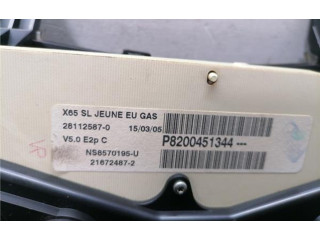 X65 SL JEUNE EU GAS
28112587-0 15/03/05
V5.0 E2p C P8200451344---
NS8570195-U
21672487-2